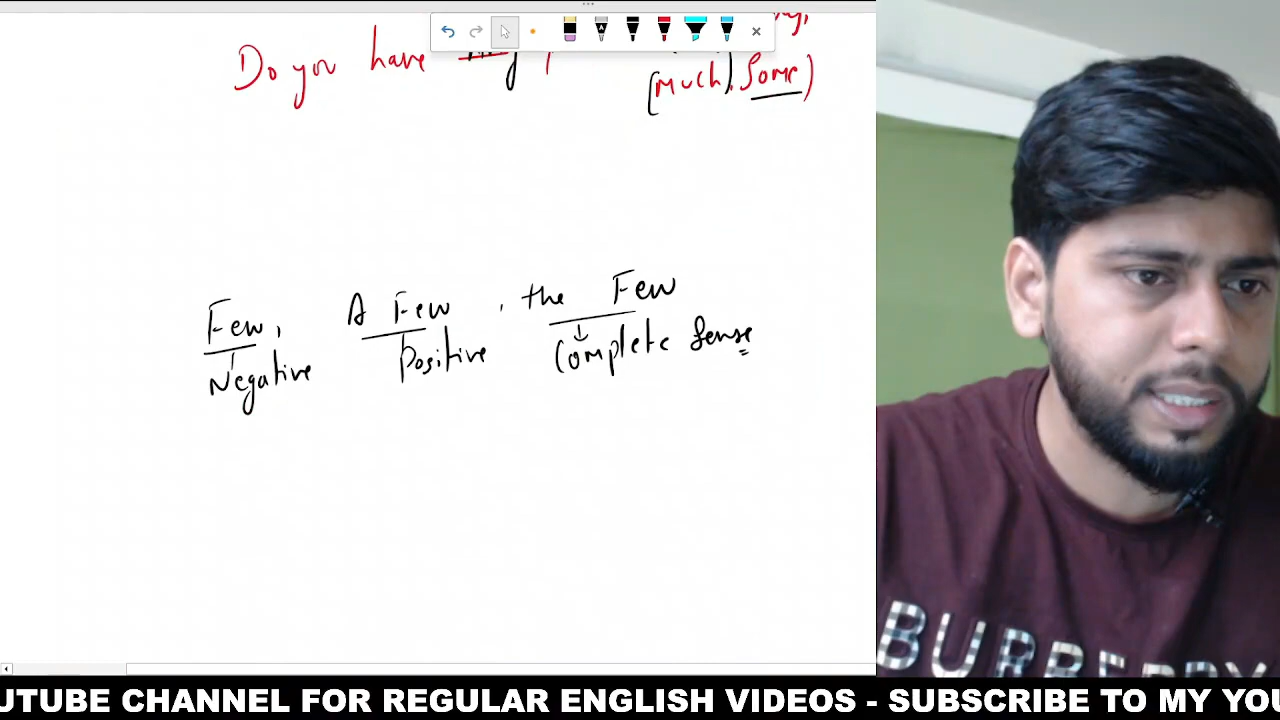 Do you have any
(much, Some)
Few, A Few, the Few
Negative Positive Complete Sense
BURBERRY
UTUBE CHANNEL FOR REGULAR ENGLISH VIDEOS - SUBSCRIBE TO MY YOU